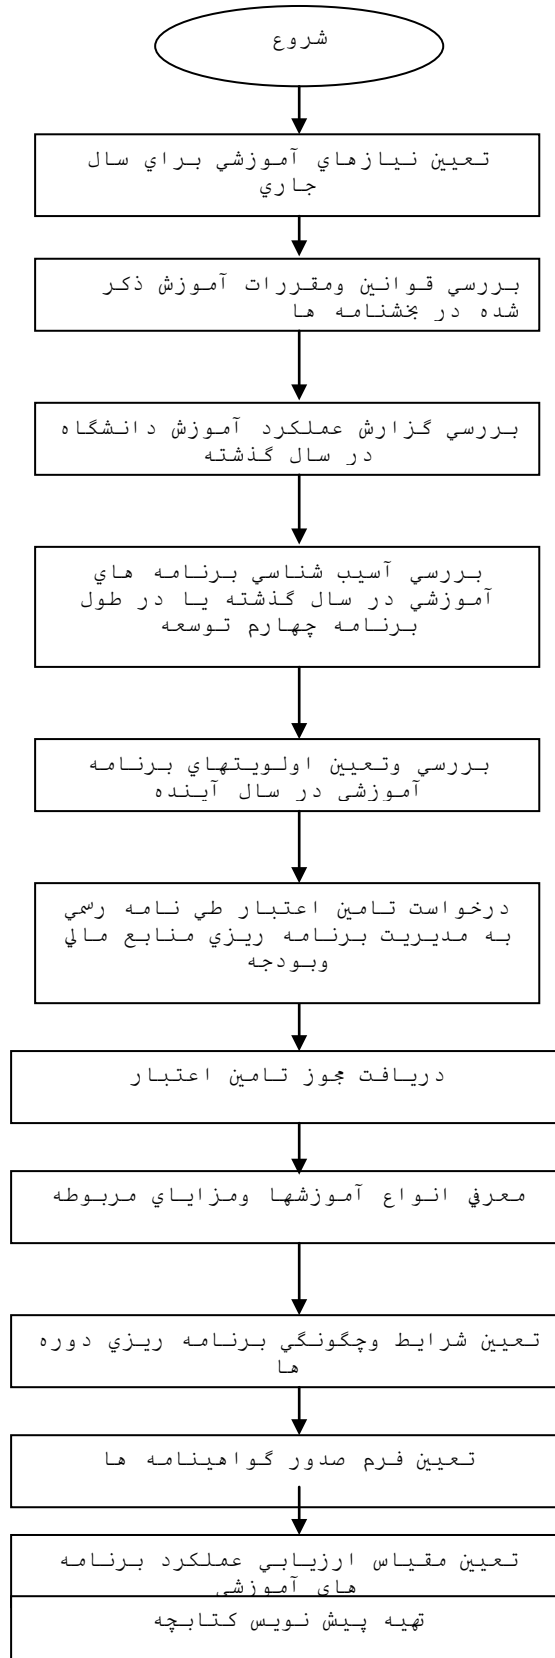 شروع
تعيين نيازهاي آموزشي براي سال
جاري
بررسي قوانين ومقررات آموزش ذكر
شده در بخشنامه ها
بررسي گزارش عملكرد آموزش دانشگاه
در سال گذشته
بررسي آسيب شناسي برنامه هاي
آموزشي در سال گذشته يا در طول
برنامه چهارم توسعه
بررسي وتعيين اولويتهاي برنامه
آموزشي در سال آينده
درخواست تامين اعتبار طي نامه رسمي
به مديريت برنامه ريزي منابع مالي
وبودجه
دريافت مجوز تامين اعتبار
معرفي انواع آموزشها ومزاياي مربوطه
تعيين شرايط وچگونگي برنامه ريزي دوره
ها
تعيين فرم صدور گواهينامه ها
تعيين مقياس ارزيابي عملكرد برنامه
هاي آموزشي
تهيه پيش نويس كتابچه